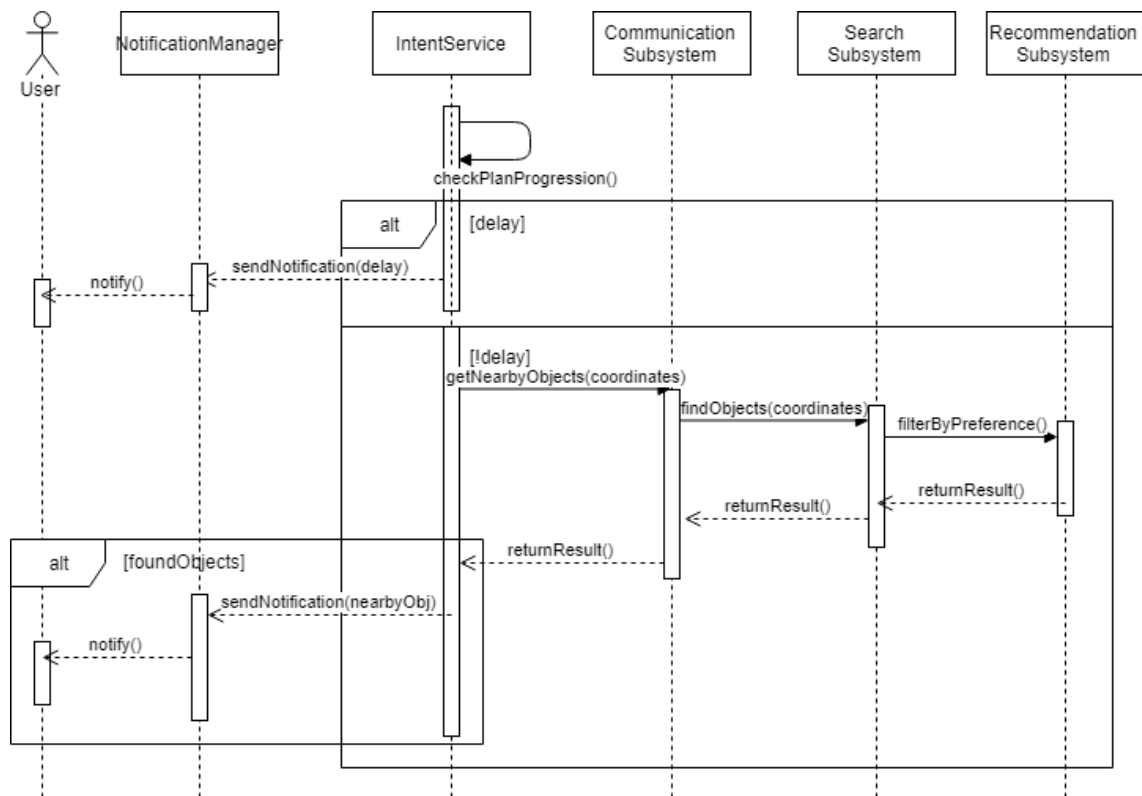 User
NotificationManager
IntentService
Communication
Subsystem
Search
Subsystem
Recommendation
Subsystem
checkPlanProgression()
alt
[delay]
sendNotification(delay)
notify()
[!delay]
getNearbyObjects(coordinates)
findObjects(coordinates)
filterByPreference()
returnResult()
returnResult()
returnResult()
alt
[foundObjects]
sendNotification(nearbyObj)
notify()